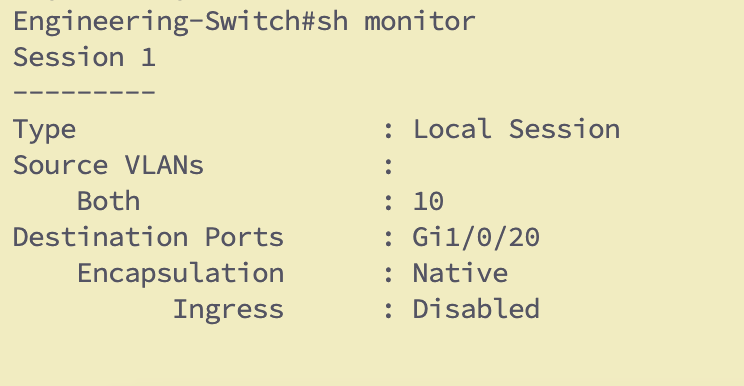 Engineering-Switch#sh monitor
Session 1
---------
Type                   : Local Session
Source VLANs           :
    Both               : 10
Destination Ports      : Gi1/0/20
    Encapsulation      : Native
          Ingress      : Disabled